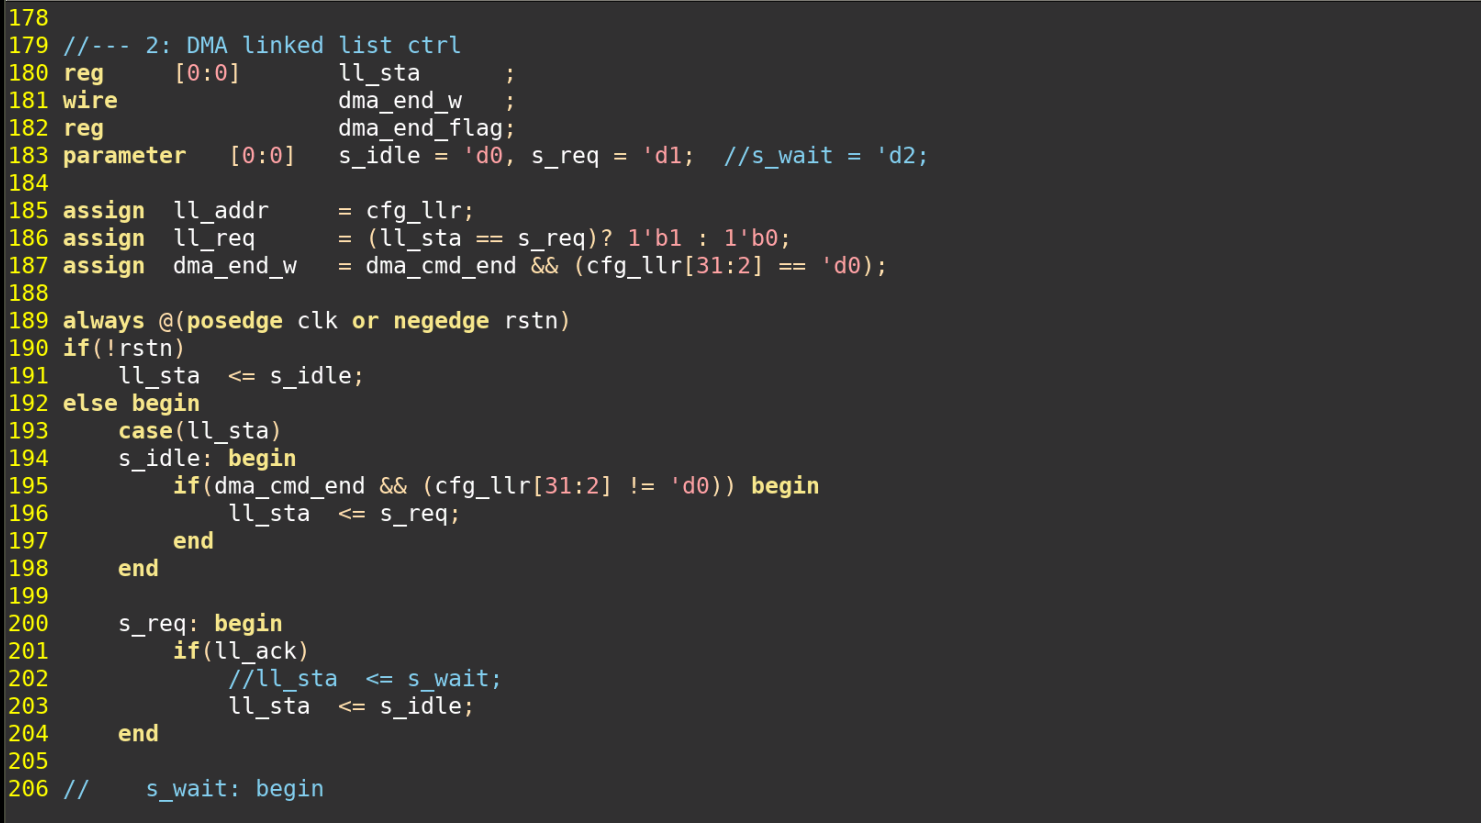 178
179 //--- 2: DMA linked list ctrl
180 reg     [0:0]       ll_sta      ;
181 wire                dma_end_w   ;
182 reg                 dma_end_flag;
183 parameter   [0:0]   s_idle = 'd0, s_req = 'd1;  //s_wait = 'd2;
184
185 assign  ll_addr     = cfg_llr;
186 assign  ll_req      = (ll_sta == s_req)? 1'b1 : 1'b0;
187 assign  dma_end_w   = dma_cmd_end && (cfg_llr[31:2] == 'd0);
188
189 always @(posedge clk or negedge rstn)
190 if(!rstn)
191     ll_sta  <= s_idle;
192 else begin
193     case(ll_sta)
194     s_idle: begin
195         if(dma_cmd_end && (cfg_llr[31:2] != 'd0)) begin
196             ll_sta  <= s_req;
197         end
198     end
199
200     s_req: begin
201         if(ll_ack)
202             //ll_sta  <= s_wait;
203             ll_sta  <= s_idle;
204     end
205
206 //    s_wait: begin